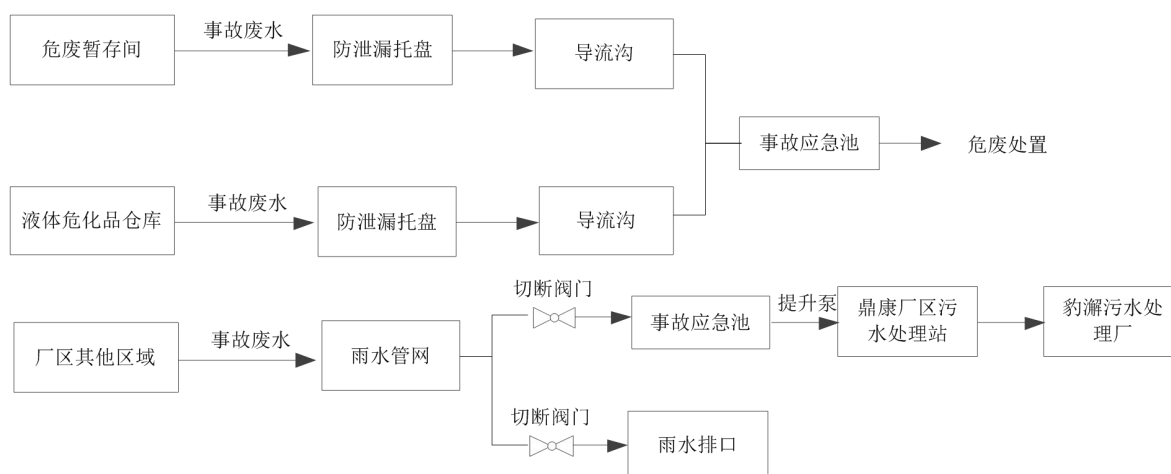 事故废水
危废暂存间
防泄漏托盘
导流沟
事故应急池
危废处置
事故废水
液体危化品仓库
防泄漏托盘
导流沟
切断阀门
提升泵
事故废水
厂区其他区域
雨水管网
事故应急池
鼎康厂区污
水处理站
豹澥污水处
理厂
切断阀门
雨水排口